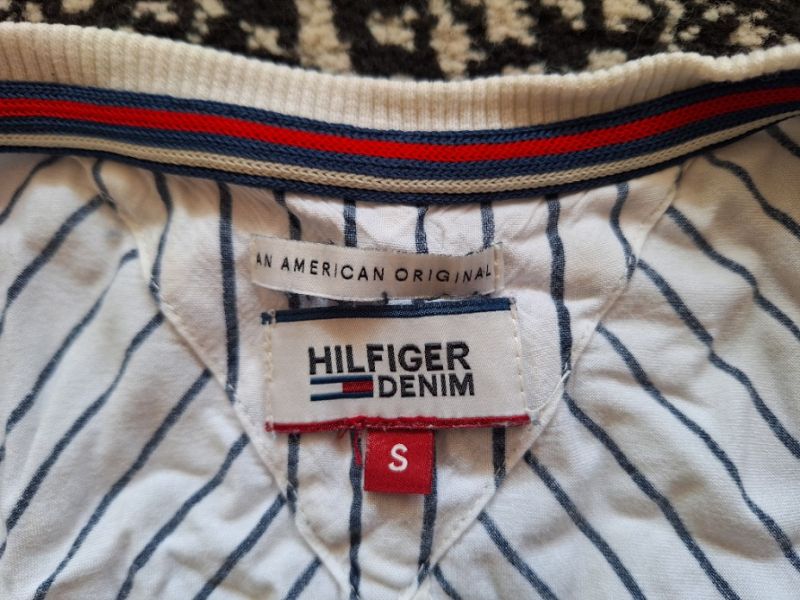 AN AMERICAN ORIGINAL
HILFIGER
DENIM
S